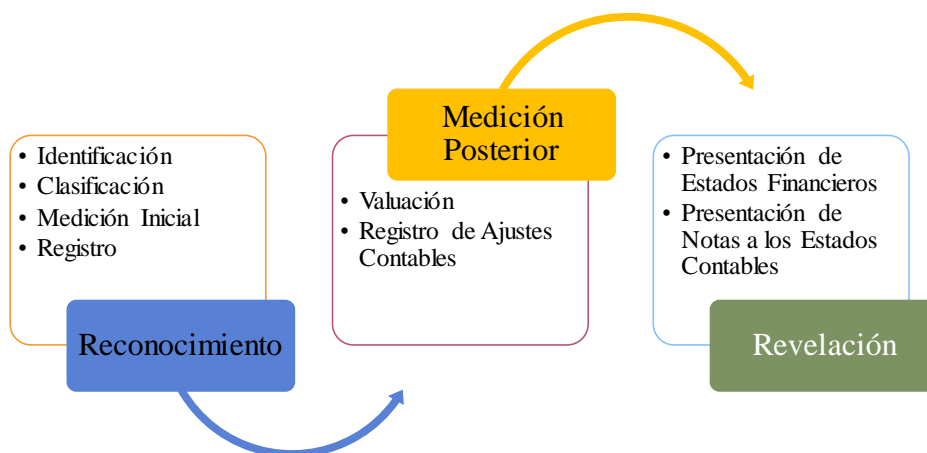 • Identificación
• Clasificación
• Medición Inicial
• Registro
Reconocimiento
Medición
Posterior
• Valuación
• Registro de Ajustes
Contables
• Presentación de
Estados Financieros
• Presentación de
Notas a los Estados
Contables
Revelación